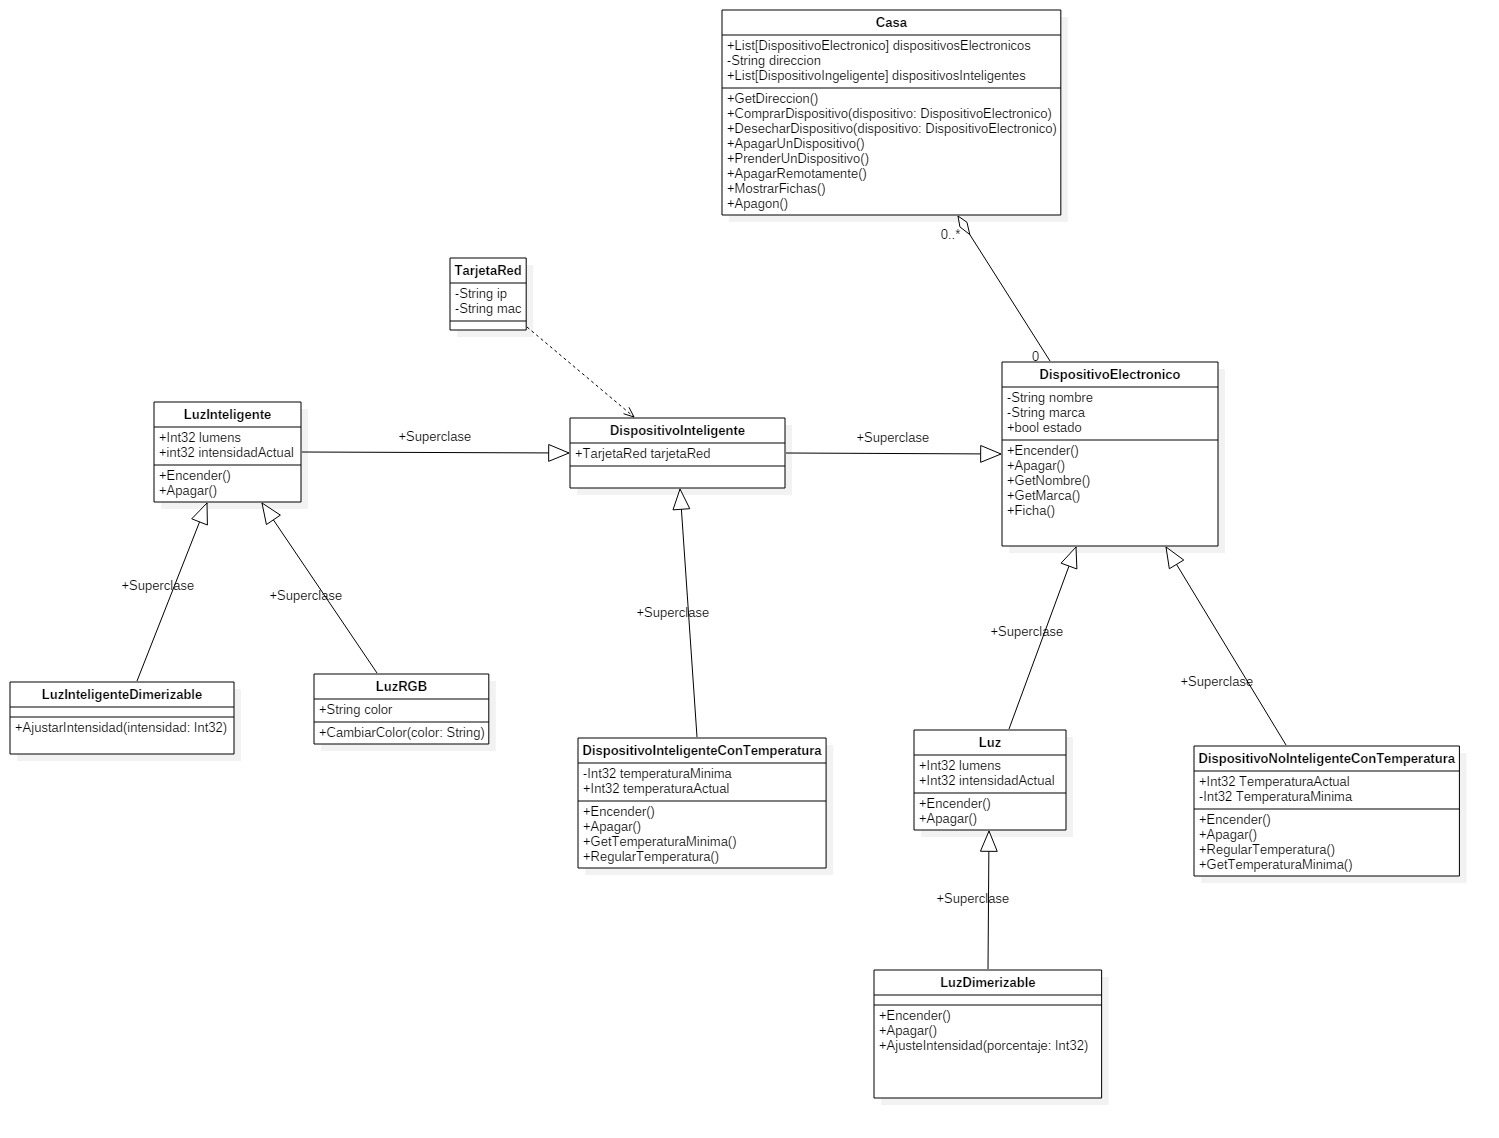 Casa
+List[DispositivoElectronico] dispositivosElectronicos
-String direccion
+List[DispositivoIngeligente] dispositivosInteligentes
+GetDireccion()
+ComprarDispositivo(dispositivo: DispositivoElectronico)
+DesecharDispositivo(dispositivo: DispositivoElectronico)
+ApagarUnDispositivo()
+PrenderUnDispositivo()
+ApagarRemotamente()
+MostrarFichas()
+Apagon()
0..*
0
TarjetaRed
-String ip
-String mac
DispositivoElectronico
-String nombre
-String marca
+bool estado
+Encender()
+Apagar()
+GetNombre()
+GetMarca()
+Ficha()
LuzInteligente
+Int32 lumens
+int32 intensidadActual
+Encender()
+Apagar()
+Superclase
DispositivoInteligente
+TarjetaRed tarjetaRed
+Superclase
+Superclase
+Superclase
+Superclase
+Superclase
+Superclase
LuzInteligenteDimerizable
+AjustarIntensidad(intensidad: Int32)
LuzRGB
+String color
+CambiarColor(color: String)
DispositivoInteligenteConTemperatura
-Int32 temperaturaMinima
+Int32 temperaturaActual
+Encender()
+Apagar()
+GetTemperaturaMinima()
+RegularTemperatura()
Luz
+Int32 lumens
+Int32 intensidadActual
+Encender()
+Apagar()
DispositivoNoInteligenteConTemperatura
+Int32 TemperaturaActual
-Int32 TemperaturaMinima
+Encender()
+Apagar()
+RegularTemperatura()
+GetTemperaturaMinima()
+Superclase
LuzDimerizable
+Encender()
+Apagar()
+AjusteIntensidad(porcentaje: Int32)